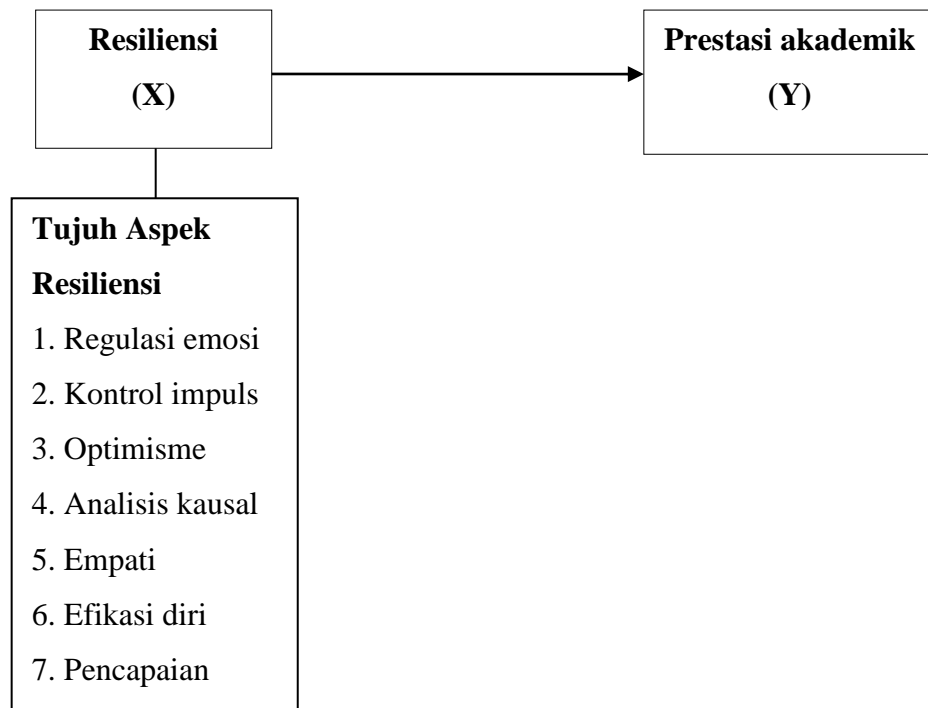 Resiliensi
(X)
Prestasi akademik
(Y)
Tujuh Aspek
Resiliensi
1. Regulasi emosi
2. Kontrol impuls
3. Optimisme
4. Analisis kausal
5. Empati
6. Efikasi diri
7. Pencapaian